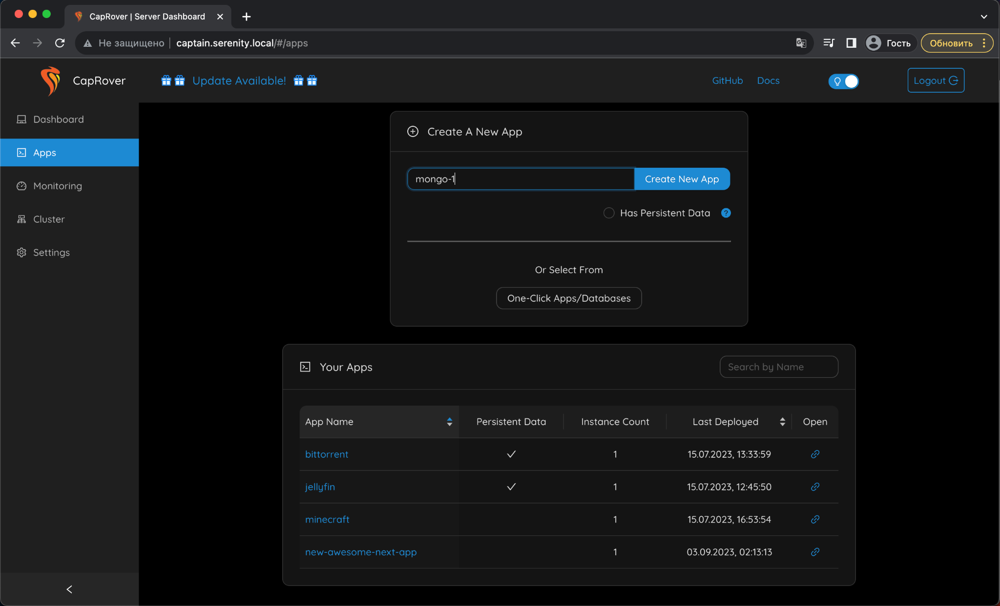 CapRover | Server Dashboard
Не защищено captain.serenity.local/#/apps Гость Обновить
CapRover Update Available! GitHub Docs Logout
Dashboard
Apps
Monitoring
Cluster
Settings
Create A New App
mongo-1 Create New App
Has Persistent Data ?
Or Select From
One-Click Apps/Databases
Your Apps Search by Name
App Name Persistent Data Instance Count Last Deployed Open
bittorrent 1 15.07.2023, 13:33:59
jellyfin 1 15.07.2023, 12:45:50
minecraft 1 15.07.2023, 16:53:54
new-awesome-next-app 1 03.09.2023, 02:13:13